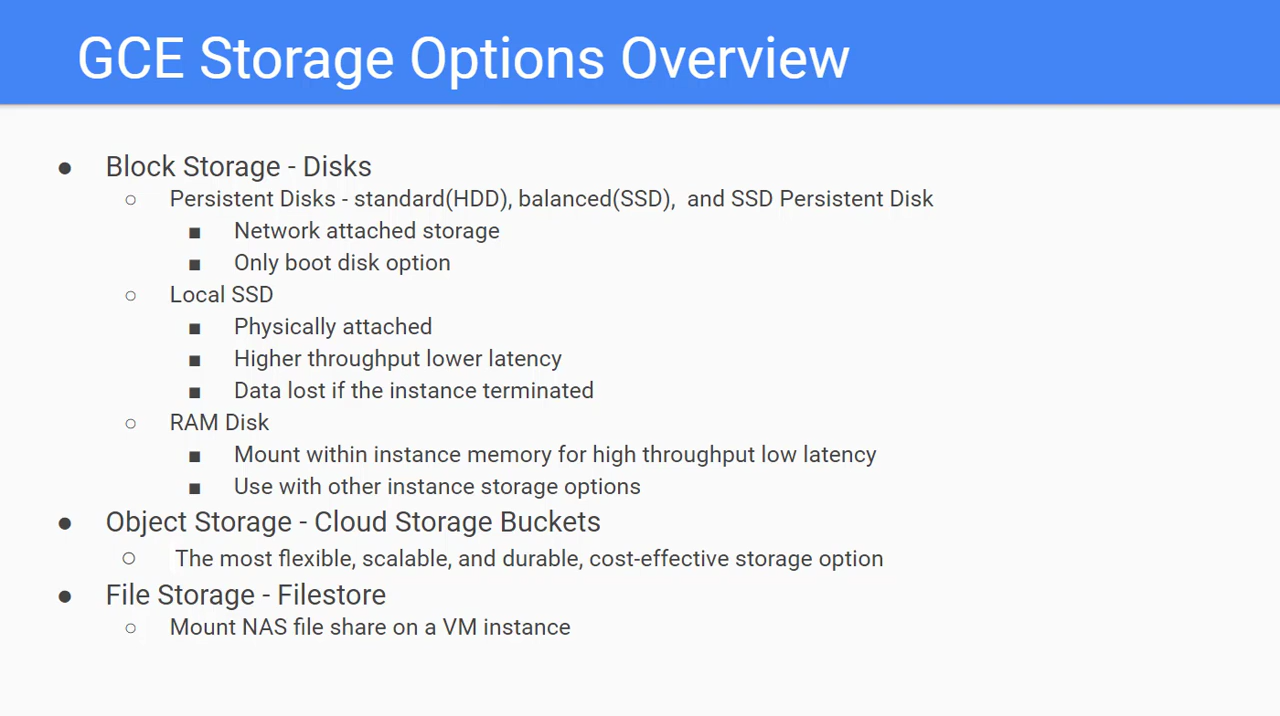 GCE Storage Options Overview
● Block Storage - Disks
○ Persistent Disks - standard(HDD), balanced(SSD),  and SSD Persistent Disk
■ Network attached storage
■ Only boot disk option
○ Local SSD
■ Physically attached
■ Higher throughput lower latency
■ Data lost if the instance terminated
○ RAM Disk
■ Mount within instance memory for high throughput low latency
■ Use with other instance storage options
● Object Storage - Cloud Storage Buckets
○ The most flexible, scalable, and durable, cost-effective storage option
● File Storage - Filestore
○ Mount NAS file share on a VM instance